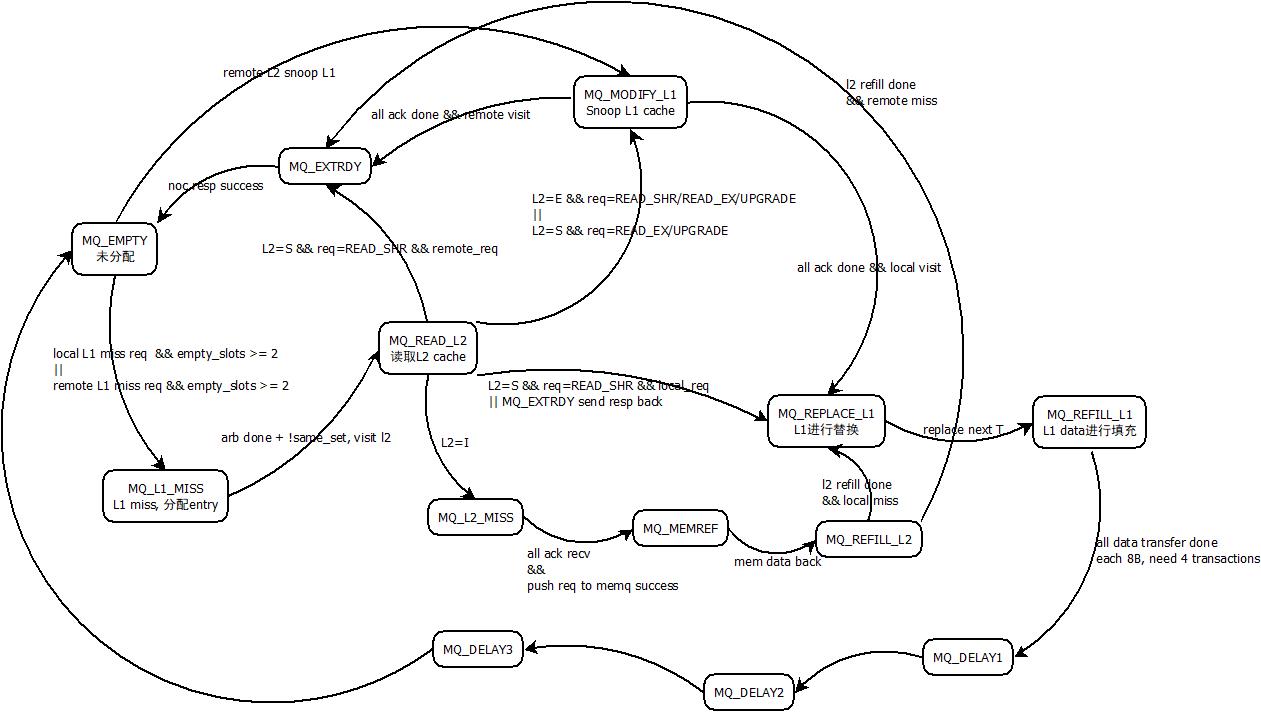 remote L2 snoop L1
l2 refill done
&& remote miss
MQ_MODIFY_L1
Snoop L1 cache
all ack done && remote visit
MQ_EXTRDY
noc resp success
L2=E && req=READ_SHR/READ_EX/UPGRADE
||
L2=S && req=READ_EX/UPGRADE
MQ_EMPTY
未分配
L2=S && req=READ_SHR && remote_req
all ack done && local visit
MQ_READ_L2
读取L2 cache
local L1 miss req  && empty_slots >= 2
||
remote L1 miss req && empty_slots >= 2
L2=S && req=READ_SHR && local_req
|| MQ_EXTRDY send resp back
MQ_REPLACE_L1
L1进行替换
replace next T
MQ_REFILL_L1
L1 data进行填充
arb done + !same_set, visit l2
L2=I
MQ_L1_MISS
L1 miss, 分配entry
l2 refill done
&& local miss
MQ_L2_MISS
MQ_MEMREF
MQ_REFILL_L2
all ack recv
&&
push req to memq success
mem data back
all data transfer done
each 8B, need 4 transactions
MQ_DELAY3
MQ_DELAY1
MQ_DELAY2